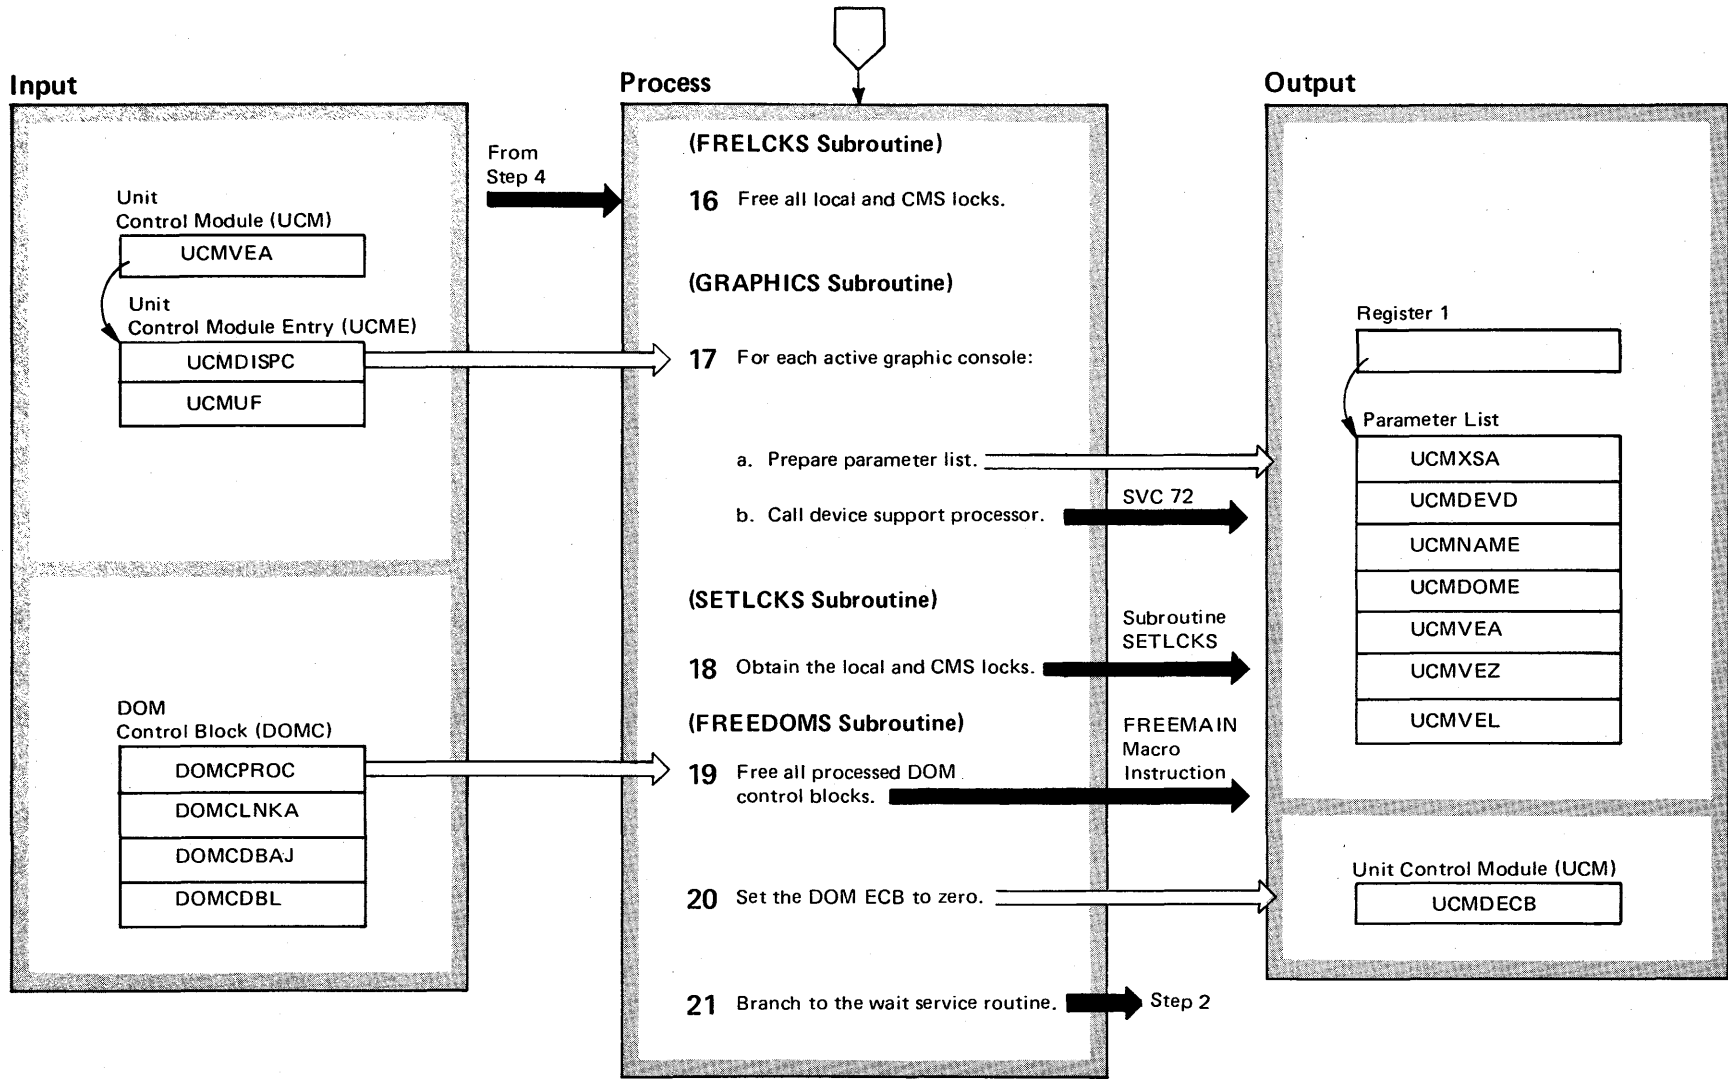 Input
Unit
Control Module (UCM)
UCMVEA
Unit
Control Module Entry (UCME)
UCMDISPC
UCMUF
DOM
Control Block (DOMC)
DOMCPROC
DOMCLNKA
DOMCDBAJ
DOMCDBL
From
Step 4
Process
(FRELCKS Subroutine)
16 Free all local and CMS locks.
(GRAPHICS Subroutine)
17 For each active graphic console:
a. Prepare parameter list.
b. Call device support processor.
SVC 72
(SETLCKS Subroutine)
18 Obtain the local and CMS locks.
Subroutine
SETLCKS
(FREEDOMS Subroutine)
19 Free all processed DOM
control blocks.
FREEMAIN
Macro
Instruction
20 Set the DOM ECB to zero.
21 Branch to the wait service routine.
Step 2
Output
Register 1
Parameter List
UCMXSA
UCMDEVD
UCMNAME
UCMDOME
UCMVEA
UCMVEZ
UCMVEL
Unit Control Module (UCM)
UCMDECB